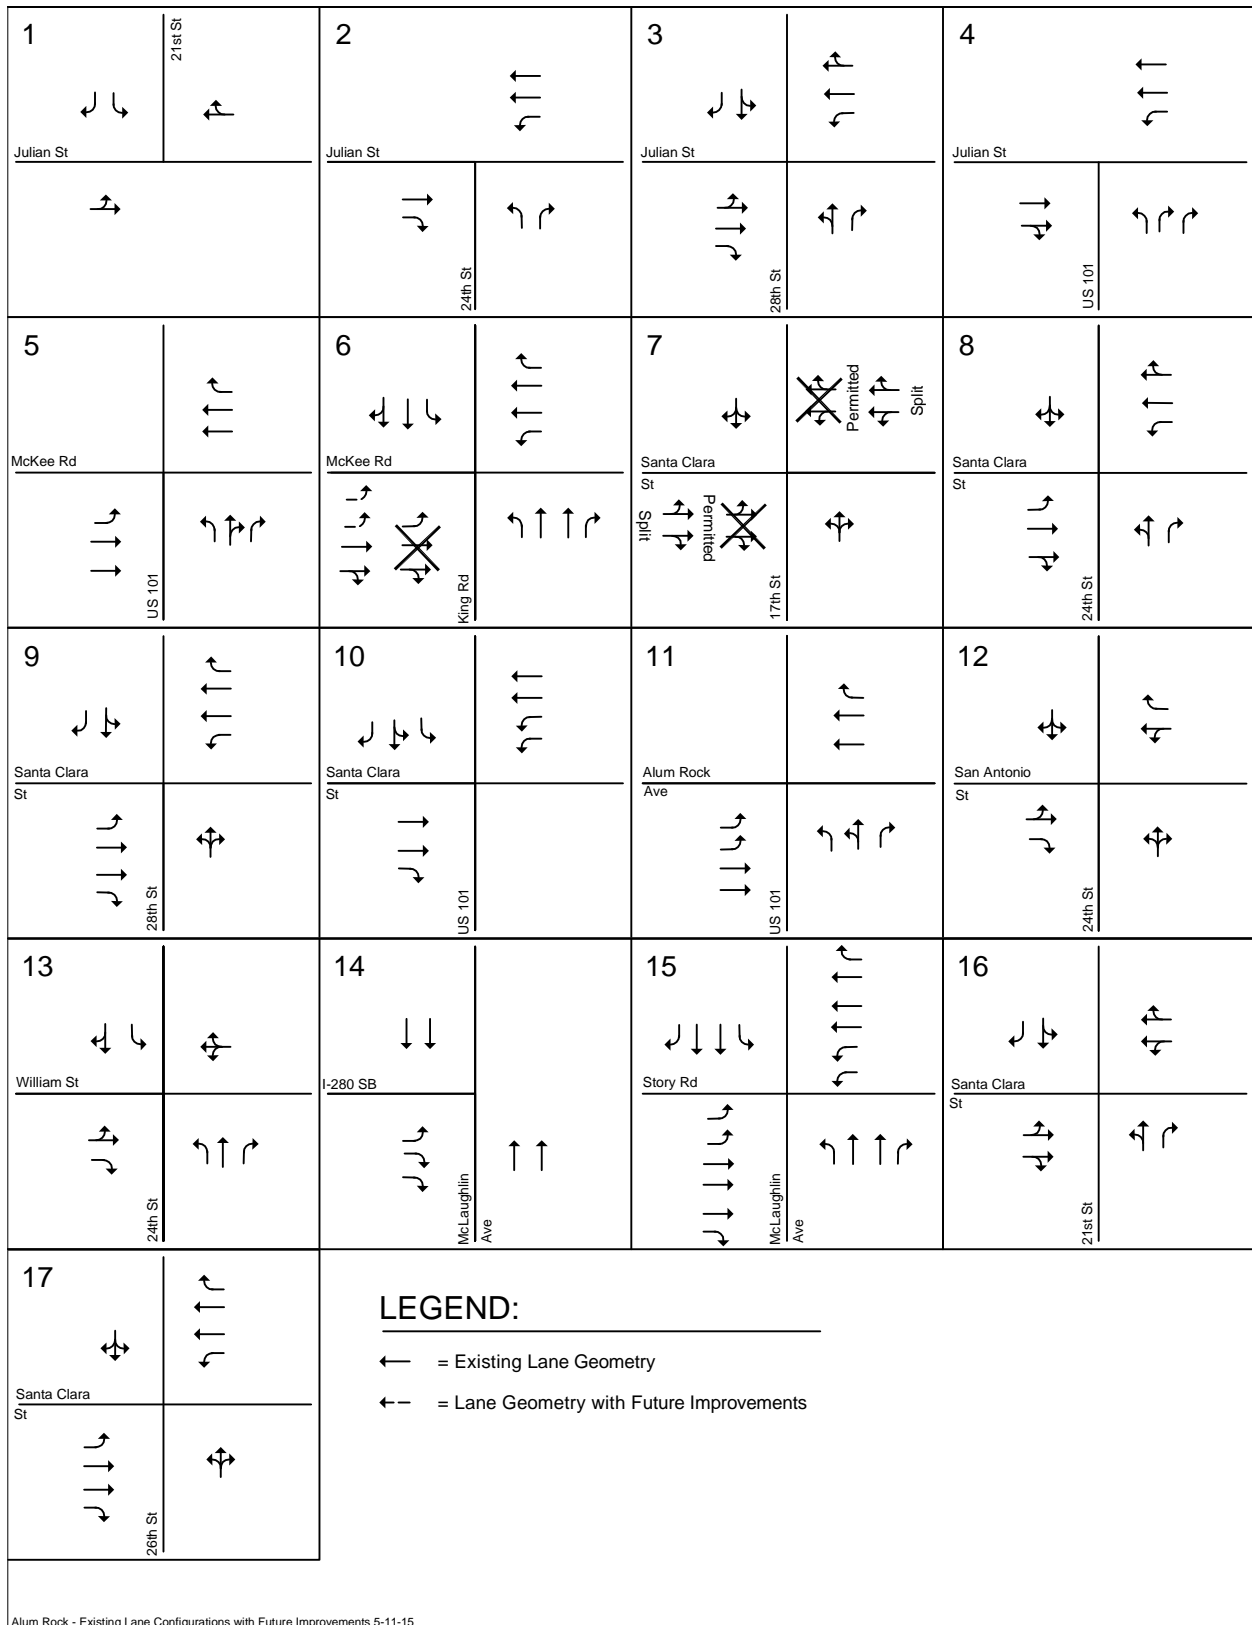 1
21st St
Julian St
2
Julian St
24th St
3
Julian St
28th St
4
Julian St
US 101
5
McKee Rd
US 101
6
McKee Rd
King Rd
7
Permitted
Split
Santa Clara
St
Split
Permitted
17th St
8
Santa Clara
St
24th St
9
Santa Clara
St
28th St
10
Santa Clara
St
US 101
11
Alum Rock
Ave
US 101
12
San Antonio
St
24th St
13
William St
24th St
14
I-280 SB
McLaughlin
Ave
15
Story Rd
McLaughlin
Ave
16
Santa Clara
St
21st St
17
Santa Clara
St
26th St
LEGEND:
= Existing Lane Geometry
= Lane Geometry with Future Improvements
Alum Rock - Existing Lane Configurations with Future Improvements 5-11-15